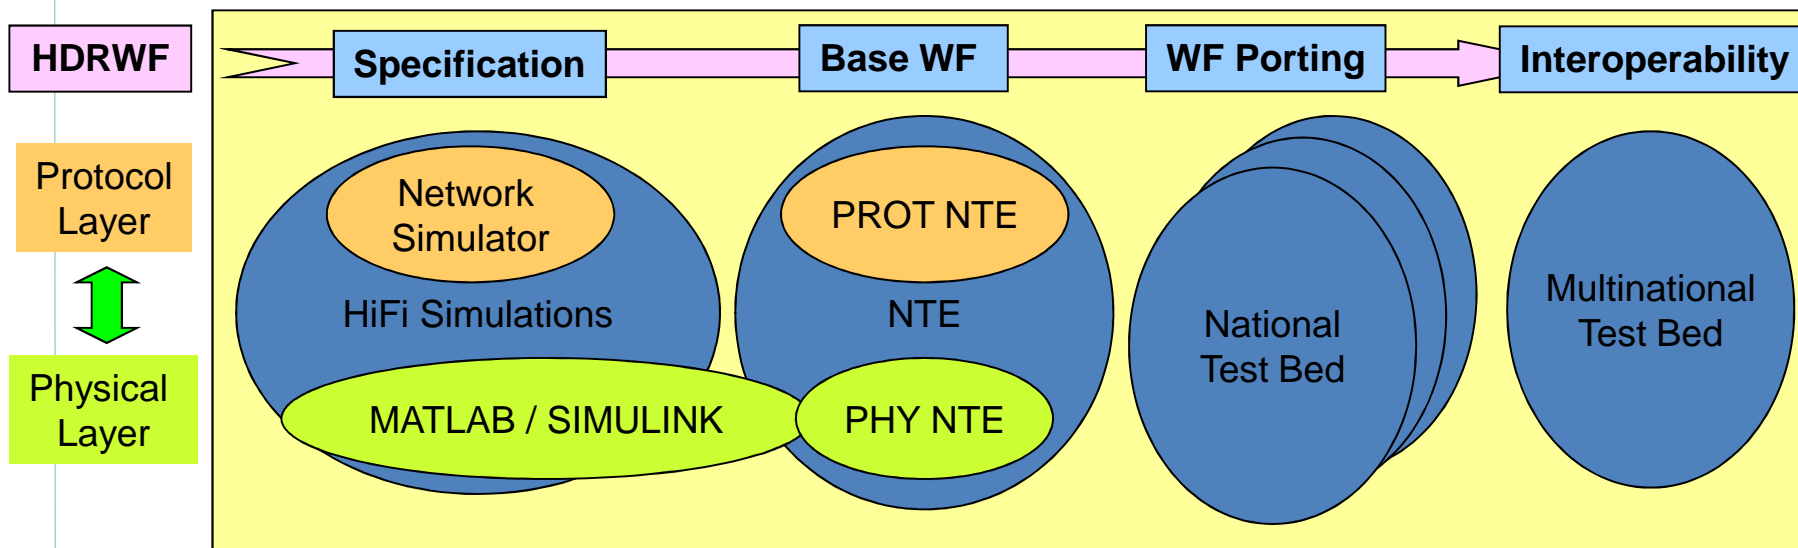 HDRWF
Specification
Base WF
WF Porting
Interoperability
Protocol
Layer
Network
Simulator
PROT NTE
HiFi Simulations
NTE
National
Test Bed
Multinational
Test Bed
Physical
Layer
MATLAB / SIMULINK
PHY NTE